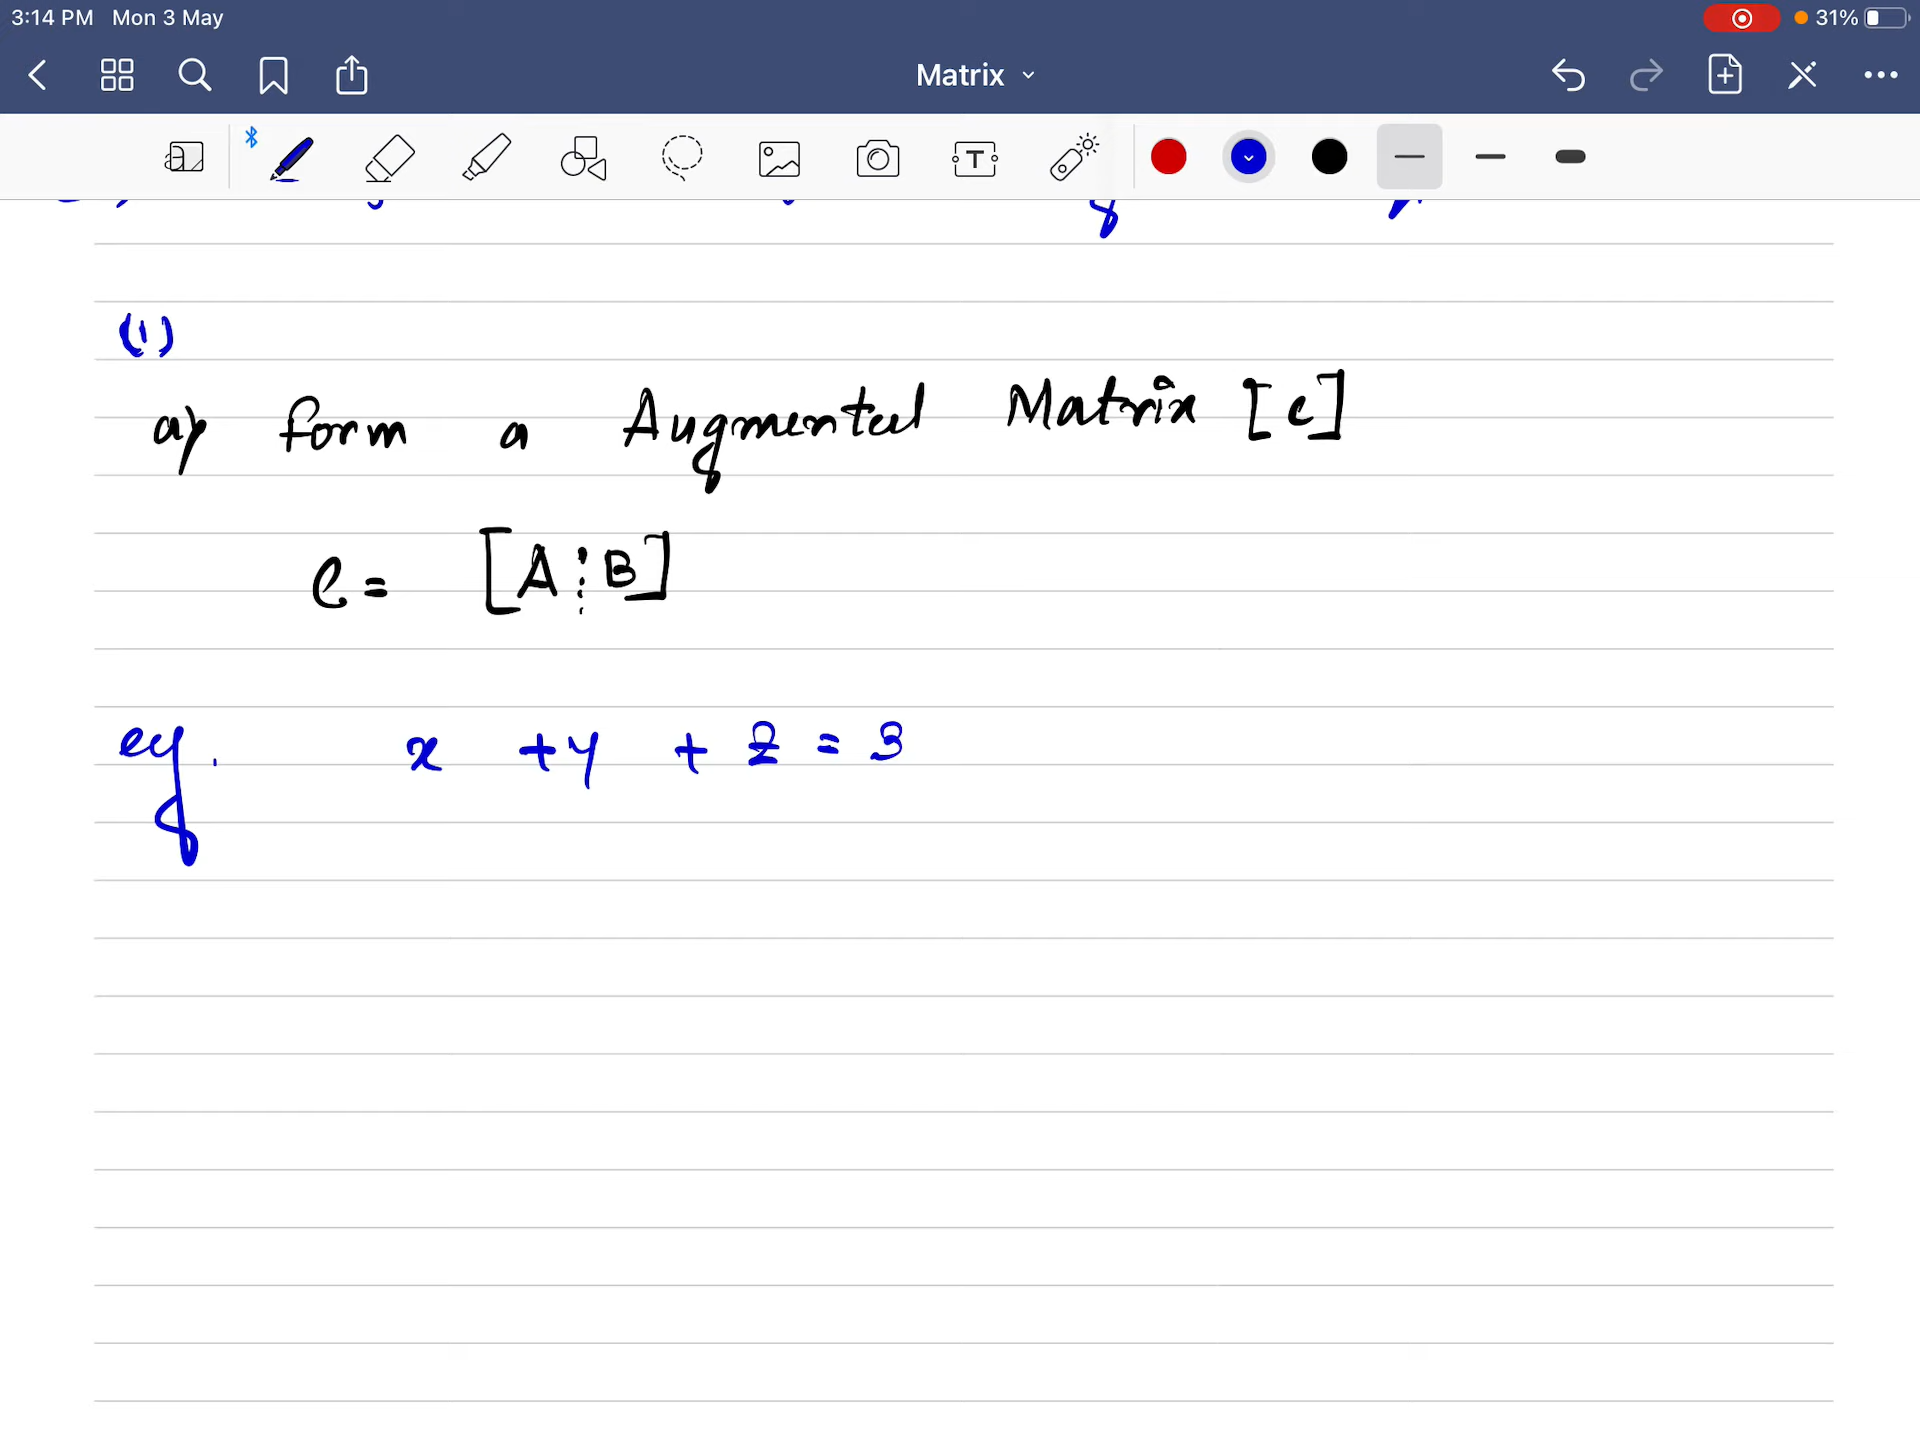 3:14 PM Mon 3 May 31%
Matrix
(1)
a) form a Augmented Matrix [c]
C = [A ⋮ B]
eg. x + y + z = 3